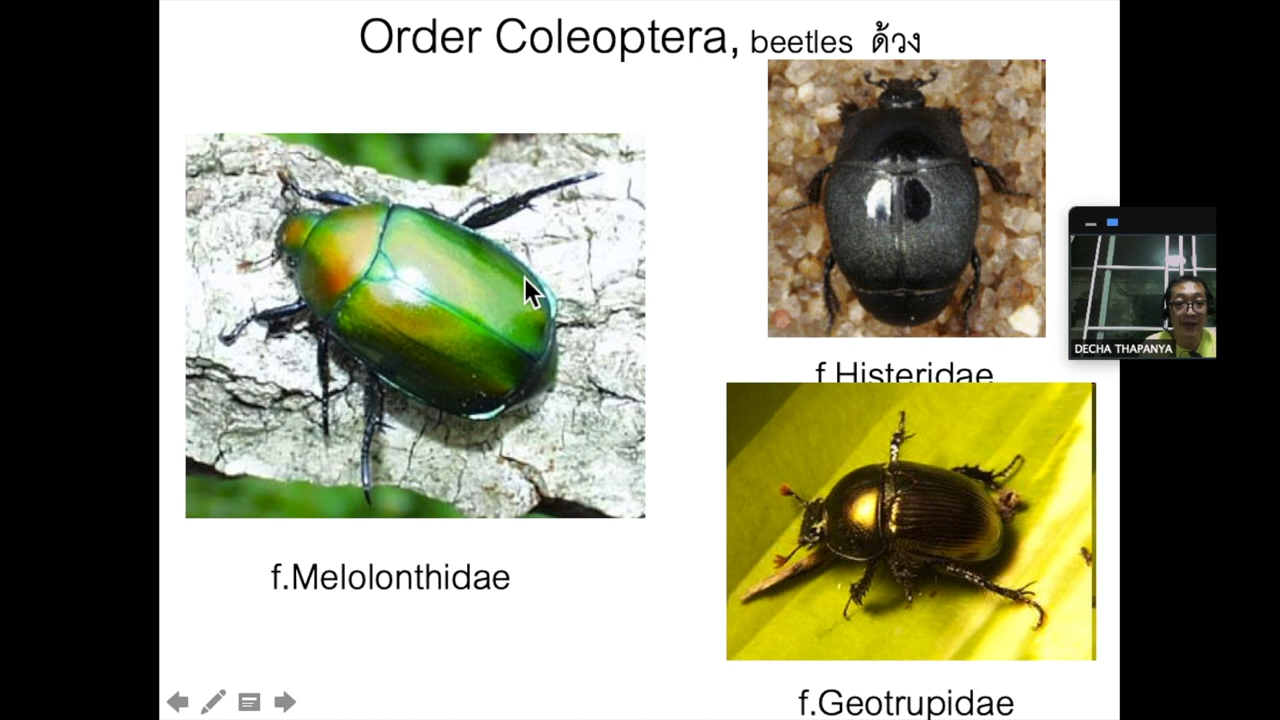 Order Coleoptera, beetles ด้วง
f.Histeridae
DECHA THAPANYA
f.Melolonthidae
f.Geotrupidae